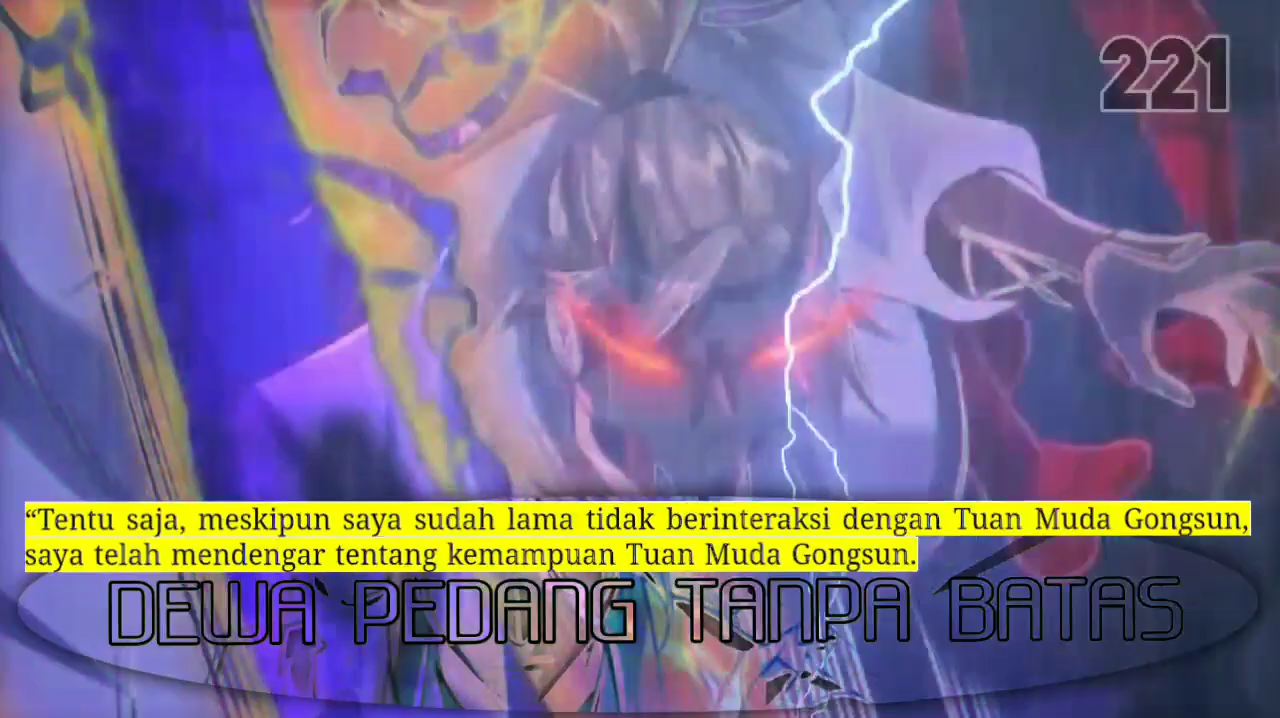 221
“Tentu saja, meskipun saya sudah lama tidak berinteraksi dengan Tuan Muda Gongsun,
saya telah mendengar tentang kemampuan Tuan Muda Gongsun.
DEWA PEDANG TANPA BATAS